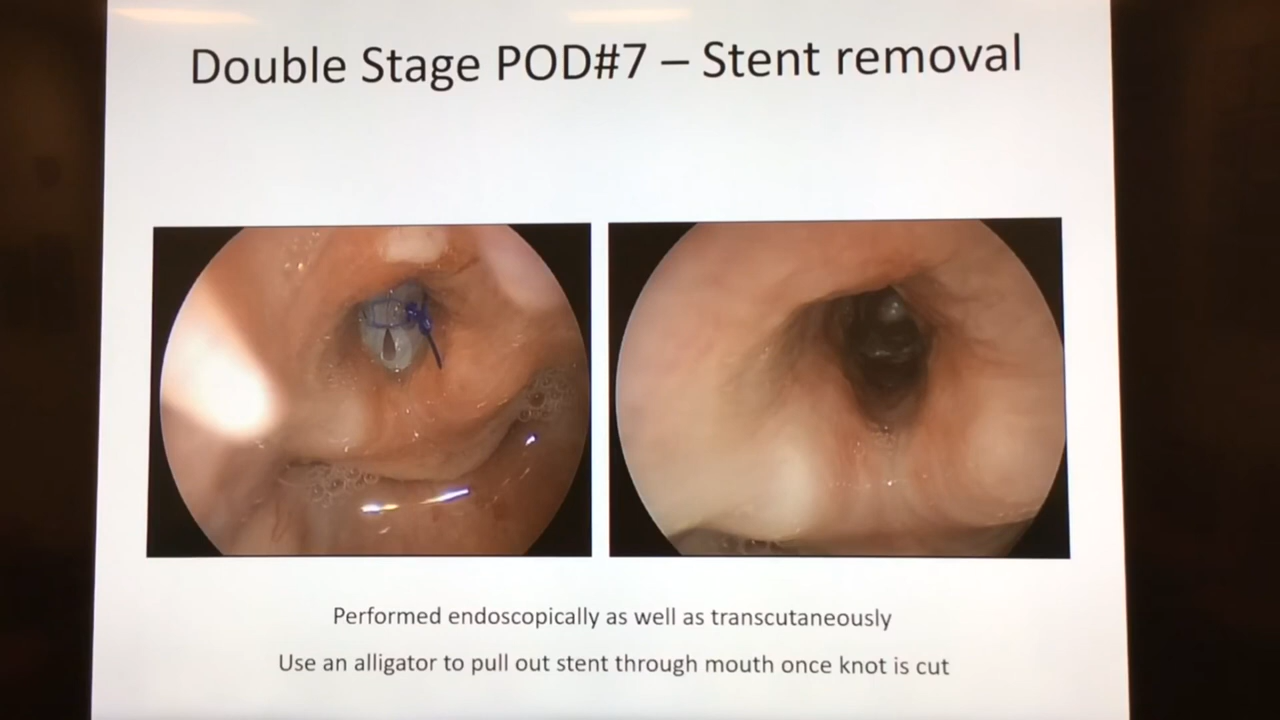 Double Stage POD#7 – Stent removal
Performed endoscopically as well as transcutaneously
Use an alligator to pull out stent through mouth once knot is cut